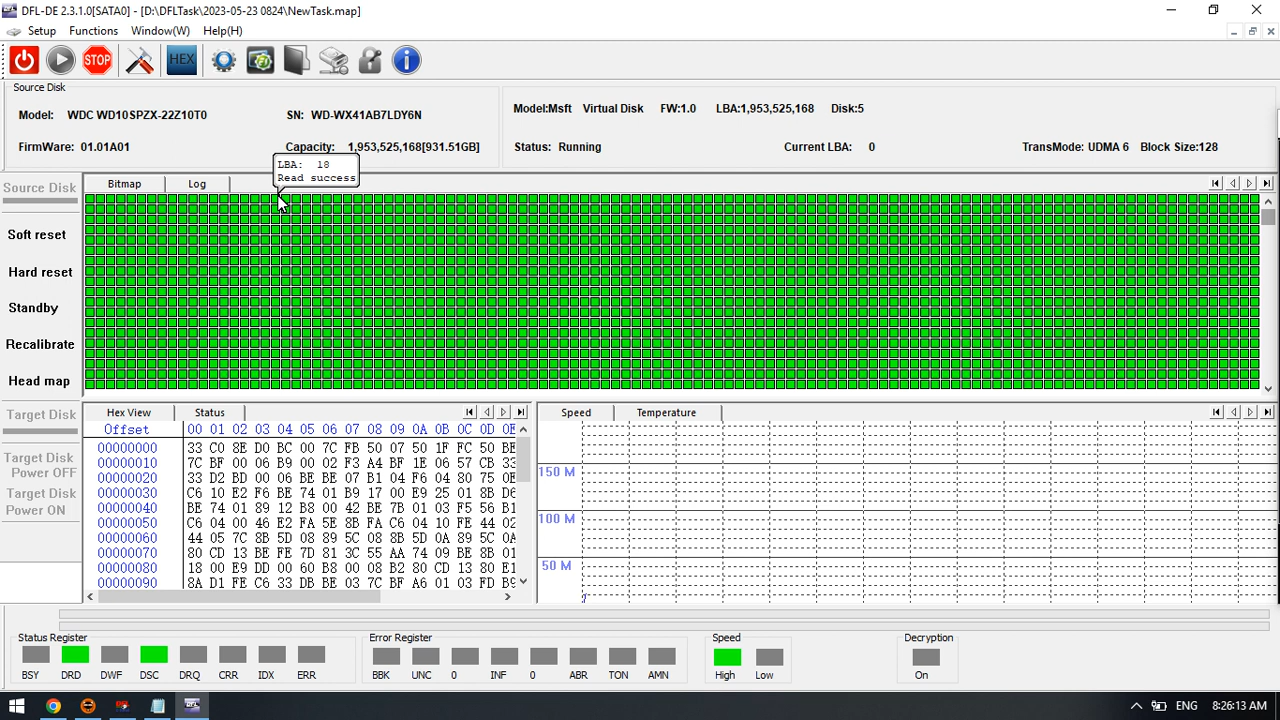 DFL-DE 2.3.1.0[SATA0] - [D:\DFLTask\2023-05-23 0824\NewTask.map]
Setup Functions Window(W) Help(H)
STOP HEX
Source Disk
Model: WDC WD10SPZX-22Z10T0 SN: WD-WX41AB7LDY6N
FirmWare: 01.01A01 Capacity: 1,953,525,168[931.51GB]
Model:Msft Virtual Disk FW:1.0 LBA:1,953,525,168 Disk:5
Status: Running Current LBA: 0 TransMode: UDMA 6 Block Size:128
LBA: 18
Read success
Source Disk
Soft reset
Hard reset
Standby
Recalibrate
Head map
Target Disk
Target Disk
Power OFF
Target Disk
Power ON
Bitmap Log
Hex View Status
Offset 00 01 02 03 04 05 06 07 08 09 0A 0B 0C 0D 0E
00000000 33 C0 8E D0 BC 00 7C FB 50 07 50 1F FC 50 BE
00000010 7C BF 00 06 B9 00 02 F3 A4 BF 1E 06 57 CB 33
00000020 33 D2 BD 00 06 BE BE 07 B1 04 F6 04 80 75 0E
00000030 C6 10 E2 F6 BE 74 01 B9 17 00 E9 25 01 8B D6
00000040 BE 74 01 89 12 B8 00 42 BE 7B 01 03 F5 56 B1
00000050 C6 04 00 46 E2 FA 5E 8B FA C6 04 10 FE 44 02
00000060 44 05 7C 8B 5D 08 89 5C 08 8B 5D 0A 89 5C 0A
00000070 80 CD 13 BE FE 7D 81 3C 55 AA 74 09 BE 8B 01
00000080 18 00 E9 DD 00 60 B8 00 08 B2 80 CD 13 80 E1
00000090 8A D1 FE C6 33 DB BE 03 7C BF A6 01 03 FD B9
Speed Temperature
150 M
100 M
50 M
Status Register
BSY DRD DWF DSC DRQ CRR IDX ERR
Error Register
BBK UNC 0 INF 0 ABR TON AMN
Speed
High Low
Decryption
On
ENG 8:26:13 AM